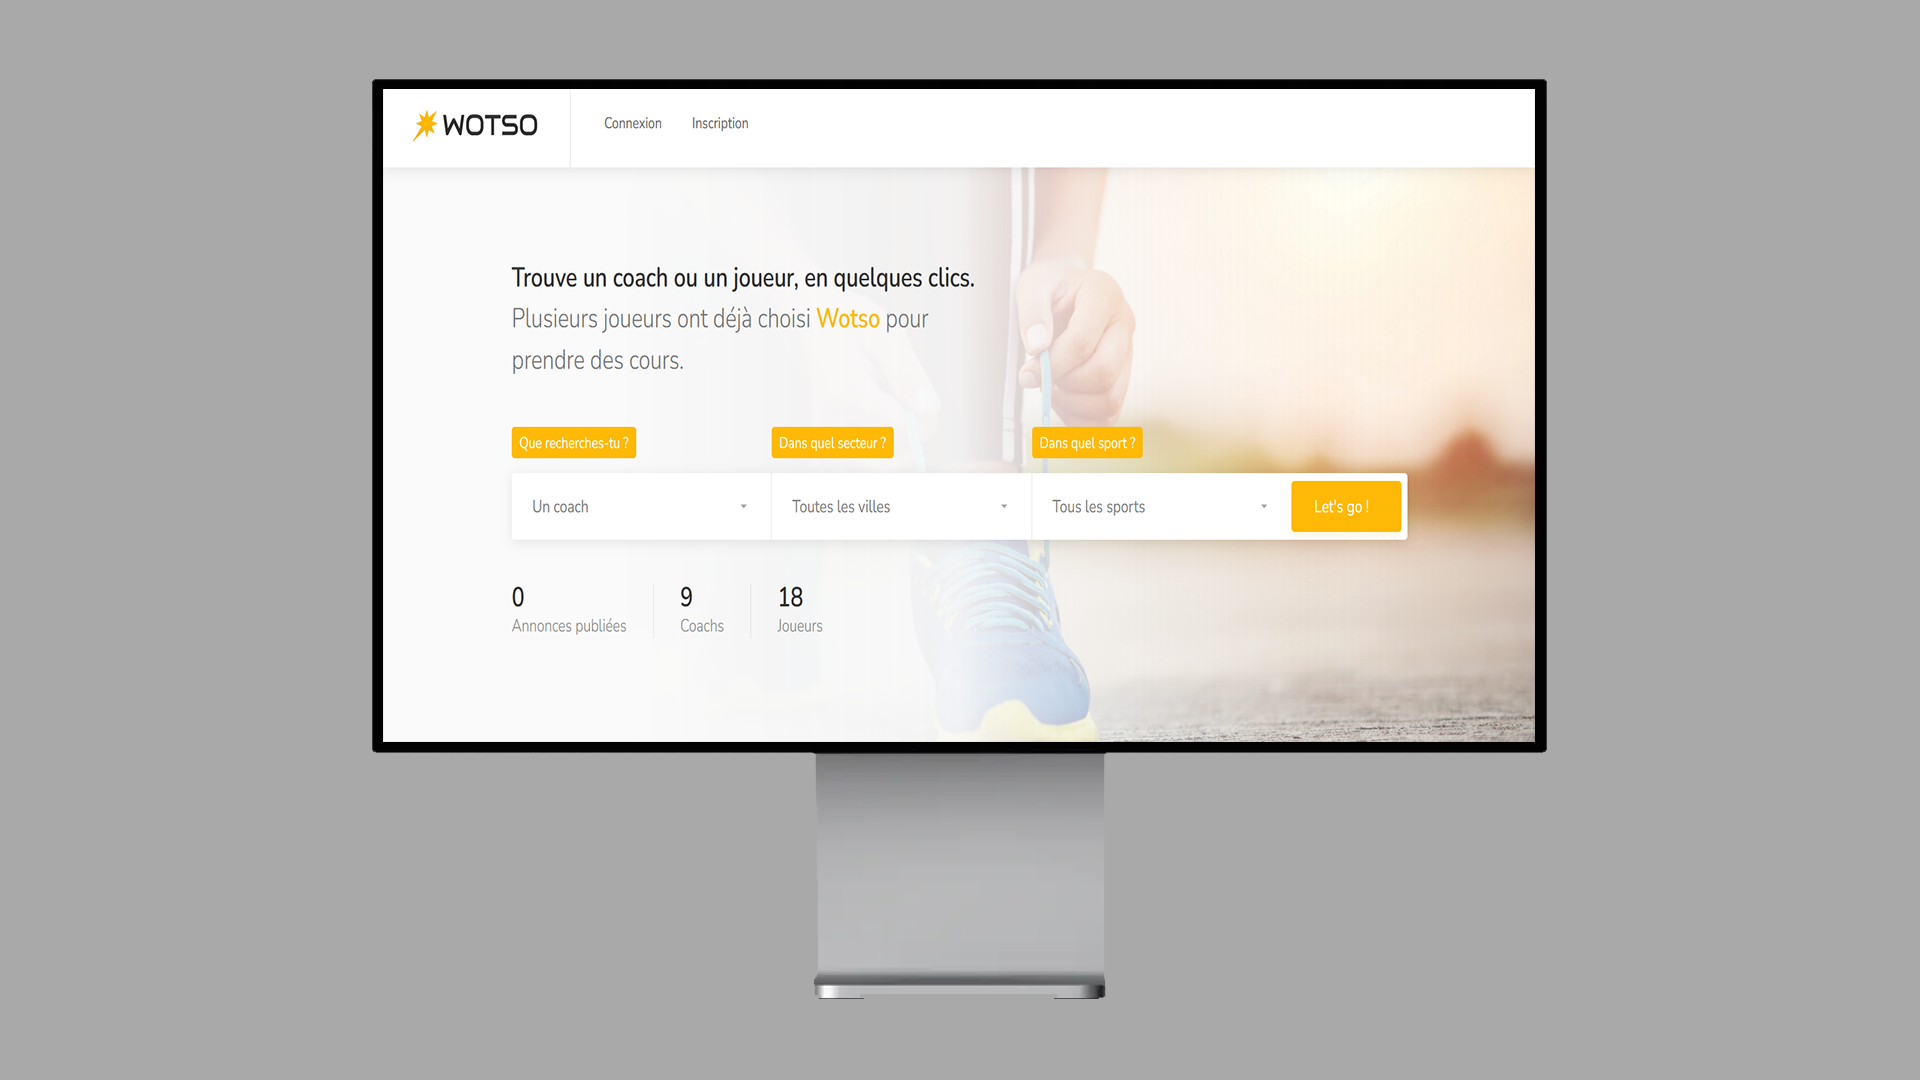 WOTSO
Connexion Inscription
Trouve un coach ou un joueur, en quelques clics.
Plusieurs joueurs ont déjà choisi Wotso pour
prendre des cours.
Que recherches-tu ? Dans quel secteur ? Dans quel sport ?
Un coach Toutes les villes Tous les sports Let's go !
0 9 18
Annonces publiées Coachs Joueurs